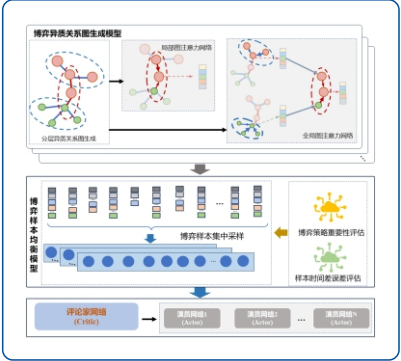 博弈异质关系图生成模型
局部图注意力网络
分层异质关系图生成
全局图注意力网络
博弈样本均衡模型
...
博弈样本集中采样
博弈策略重要性评估
样本时间差误差评估
评论家网络
(Critic)
演员网络1
(Actor)
演员网络2
(Actor)
...
演员网络N
(Actor)